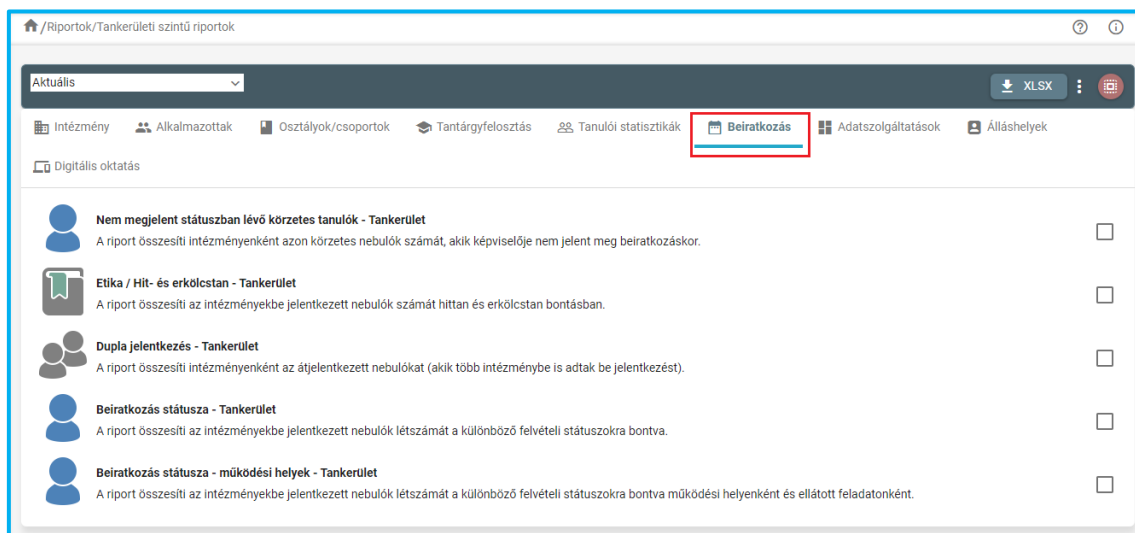 /Riportok/Tankerületi szintű riportok
Aktuális
XLSX
Intézmény Alkalmazottak Osztályok/csoportok Tantárgyfelosztás Tanulói statisztikák Beiratkozás Adatszolgáltatások Álláshelyek
Digitális oktatás
Nem megjelent státuszban lévő körzetes tanulók - Tankerület
A riport összesíti intézményenként azon körzetes nebulók számát, akik képviselője nem jelent meg beiratkozáskor.
Etika / Hit- és erkölcstan - Tankerület
A riport összesíti az intézményekbe jelentkezett nebulók számát hittan és erkölcstan bontásban.
Dupla jelentkezés - Tankerület
A riport összesíti intézményenként az átjelentkezett nebulókat (akik több intézménybe is adtak be jelentkezést).
Beiratkozás státusza - Tankerület
A riport összesíti az intézményekbe jelentkezett nebulók létszámát a különböző felvételi státuszokra bontva.
Beiratkozás státusza - működési helyek - Tankerület
A riport összesíti az intézményekbe jelentkezett nebulók létszámát a különböző felvételi státuszokra bontva működési helyenként és ellátott feladatonként.